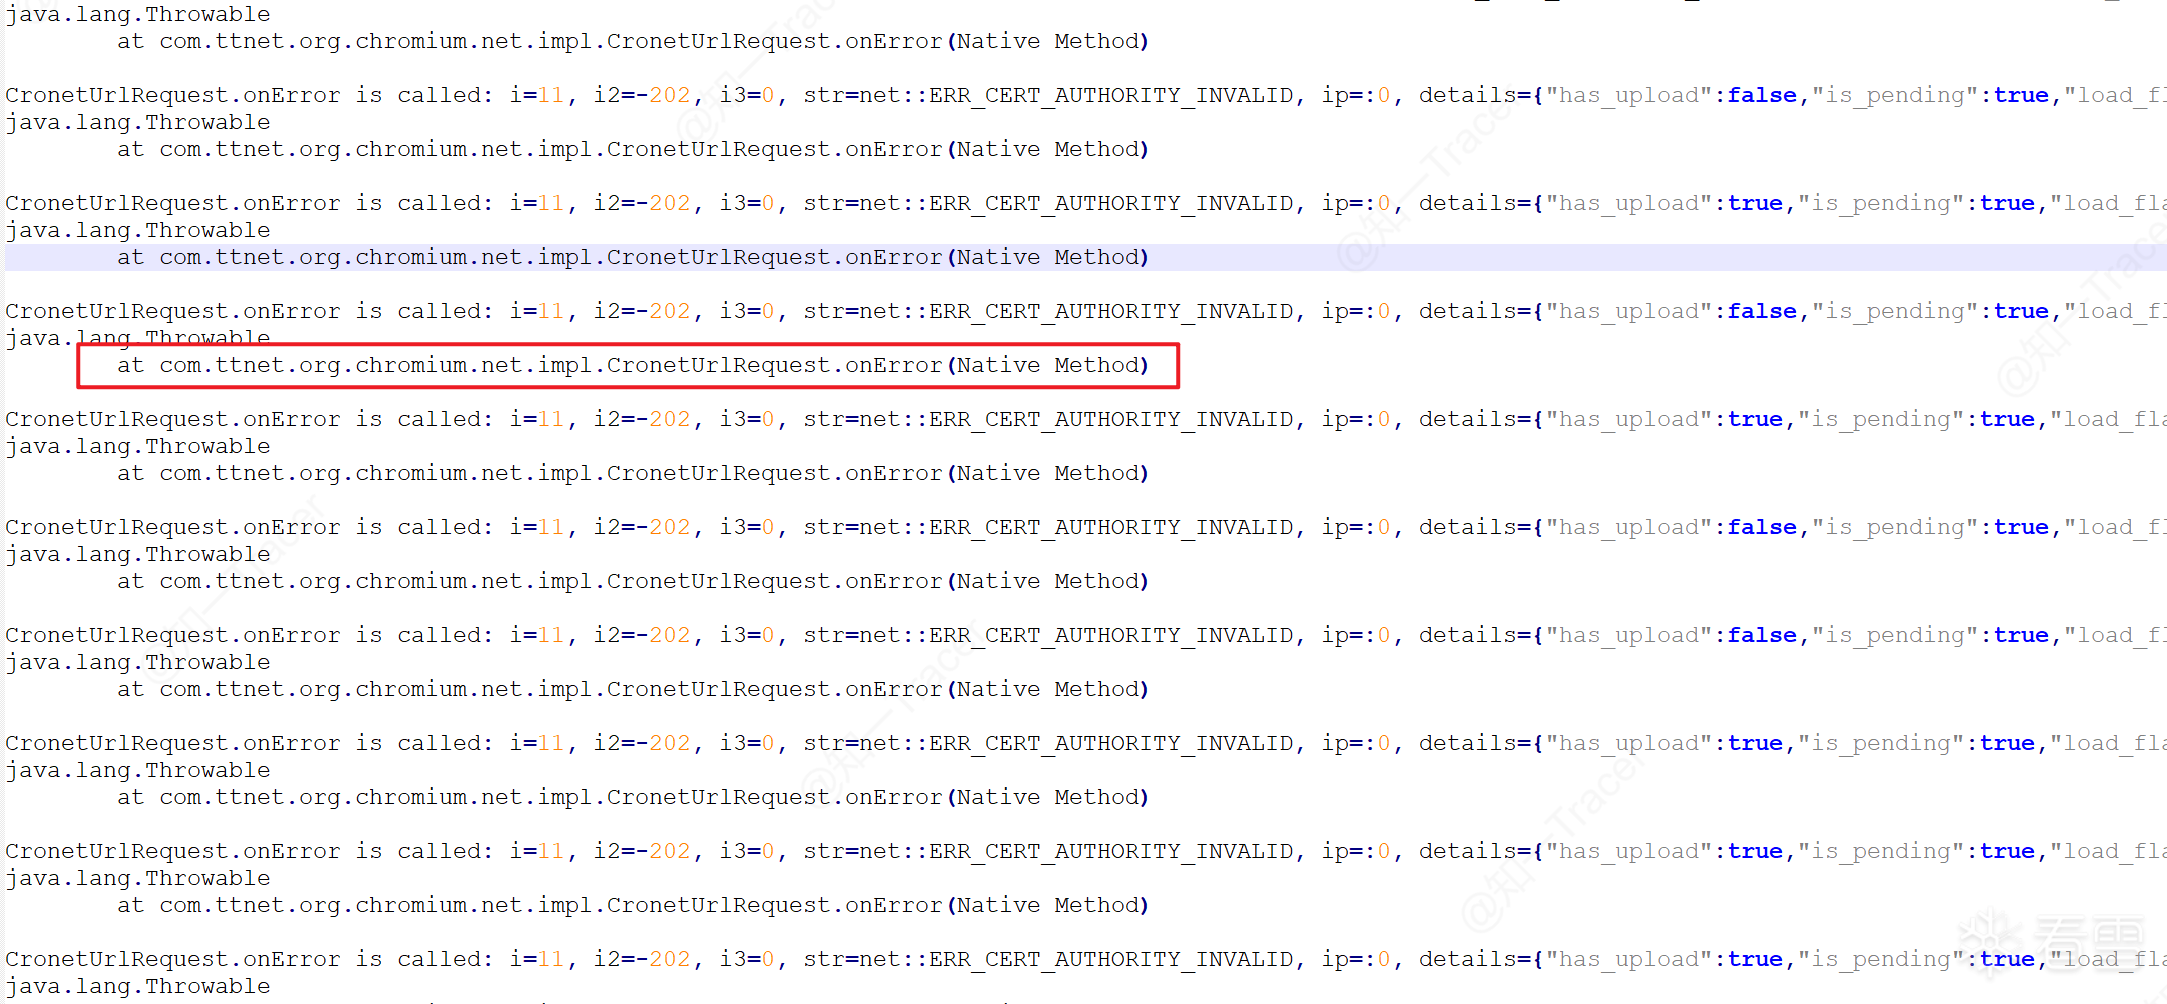 java.lang.Throwable
at com.ttnet.org.chromium.net.impl.CronetUrlRequest.onError(Native Method)
CronetUrlRequest.onError is called: i=11, i2=-202, i3=0, str=net::ERR_CERT_AUTHORITY_INVALID, ip=:0, details={"has_upload":false,"is_pending":true,"load_fl
java.lang.Throwable
at com.ttnet.org.chromium.net.impl.CronetUrlRequest.onError(Native Method)
CronetUrlRequest.onError is called: i=11, i2=-202, i3=0, str=net::ERR_CERT_AUTHORITY_INVALID, ip=:0, details={"has_upload":true,"is_pending":true,"load_fla
java.lang.Throwable
at com.ttnet.org.chromium.net.impl.CronetUrlRequest.onError(Native Method)
CronetUrlRequest.onError is called: i=11, i2=-202, i3=0, str=net::ERR_CERT_AUTHORITY_INVALID, ip=:0, details={"has_upload":false,"is_pending":true,"load_fl
java.lang.Throwable
at com.ttnet.org.chromium.net.impl.CronetUrlRequest.onError(Native Method)
CronetUrlRequest.onError is called: i=11, i2=-202, i3=0, str=net::ERR_CERT_AUTHORITY_INVALID, ip=:0, details={"has_upload":true,"is_pending":true,"load_fla
java.lang.Throwable
at com.ttnet.org.chromium.net.impl.CronetUrlRequest.onError(Native Method)
CronetUrlRequest.onError is called: i=11, i2=-202, i3=0, str=net::ERR_CERT_AUTHORITY_INVALID, ip=:0, details={"has_upload":false,"is_pending":true,"load_fl
java.lang.Throwable
at com.ttnet.org.chromium.net.impl.CronetUrlRequest.onError(Native Method)
CronetUrlRequest.onError is called: i=11, i2=-202, i3=0, str=net::ERR_CERT_AUTHORITY_INVALID, ip=:0, details={"has_upload":false,"is_pending":true,"load_fl
java.lang.Throwable
at com.ttnet.org.chromium.net.impl.CronetUrlRequest.onError(Native Method)
CronetUrlRequest.onError is called: i=11, i2=-202, i3=0, str=net::ERR_CERT_AUTHORITY_INVALID, ip=:0, details={"has_upload":true,"is_pending":true,"load_fla
java.lang.Throwable
at com.ttnet.org.chromium.net.impl.CronetUrlRequest.onError(Native Method)
CronetUrlRequest.onError is called: i=11, i2=-202, i3=0, str=net::ERR_CERT_AUTHORITY_INVALID, ip=:0, details={"has_upload":true,"is_pending":true,"load_fla
java.lang.Throwable
at com.ttnet.org.chromium.net.impl.CronetUrlRequest.onError(Native Method)
CronetUrlRequest.onError is called: i=11, i2=-202, i3=0, str=net::ERR_CERT_AUTHORITY_INVALID, ip=:0, details={"has_upload":true,"is_pending":true,"load_fla
java.lang.Throwable
看雪